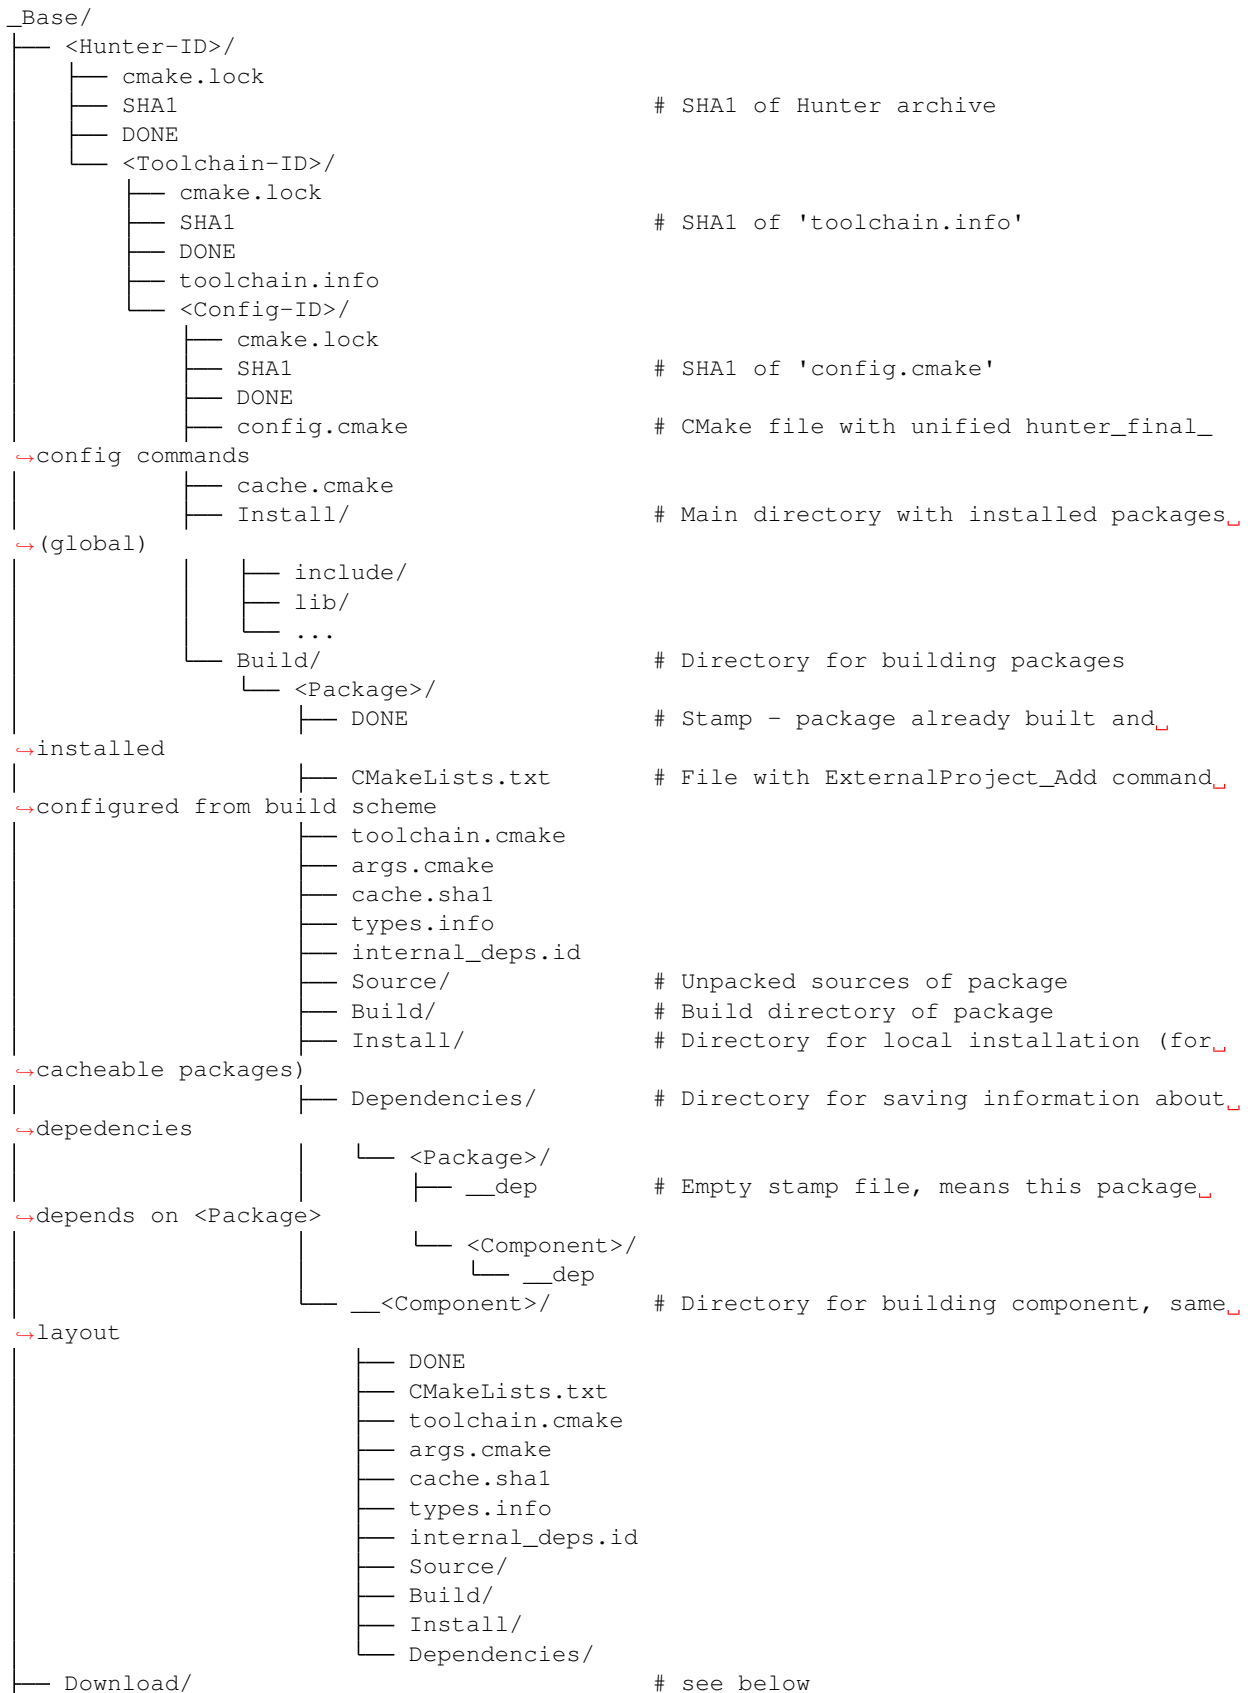 _Base/
├── <Hunter-ID>/
│   ├── cmake.lock
│   ├── SHA1                                 # SHA1 of Hunter archive
│   ├── DONE
│   └── <Toolchain-ID>/
│       ├── cmake.lock
│       ├── SHA1                             # SHA1 of 'toolchain.info'
│       ├── DONE
│       ├── toolchain.info
│       └── <Config-ID>/
│           ├── cmake.lock
│           ├── SHA1                         # SHA1 of 'config.cmake'
│           ├── DONE
│           ├── config.cmake                 # CMake file with unified hunter_final_
↪config commands
│           ├── cache.cmake
│           ├── Install/                     # Main directory with installed packages␣
↪(global)
│           │   ├── include/
│           │   ├── lib/
│           │   └── ...
│           └── Build/                       # Directory for building packages
│               └── <Package>/
│                   ├── DONE                 # Stamp - package already built and␣
↪installed
│                   ├── CMakeLists.txt       # File with ExternalProject_Add command␣
↪configured from build scheme
│                   ├── toolchain.cmake
│                   ├── args.cmake
│                   ├── cache.sha1
│                   ├── types.info
│                   ├── internal_deps.id
│                   ├── Source/              # Unpacked sources of package
│                   ├── Build/               # Build directory of package
│                   ├── Install/             # Directory for local installation (for␣
↪cacheable packages)
│                   ├── Dependencies/        # Directory for saving information about␣
↪depedencies
│                   │   └── <Package>/
│                   │       ├── __dep        # Empty stamp file, means this package␣
↪depends on <Package>
│                   │       └── <Component>/
│                   │           └── __dep
│                   └── __<Component>/       # Directory for building component, same␣
↪layout
│                       ├── DONE
│                       ├── CMakeLists.txt
│                       ├── toolchain.cmake
│                       ├── args.cmake
│                       ├── cache.sha1
│                       ├── types.info
│                       ├── internal_deps.id
│                       ├── Source/
│                       ├── Build/
│                       ├── Install/
│                       └── Dependencies/
├── Download/                                # see below